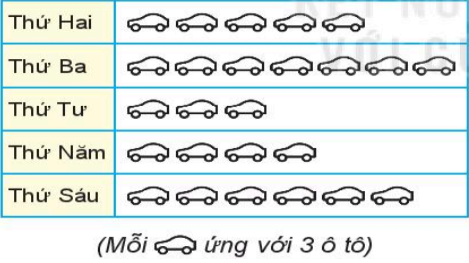 Thứ Hai
Thứ Ba
Thứ Tư
Thứ Năm
Thứ Sáu
(Mỗi ứng với 3 ô tô)